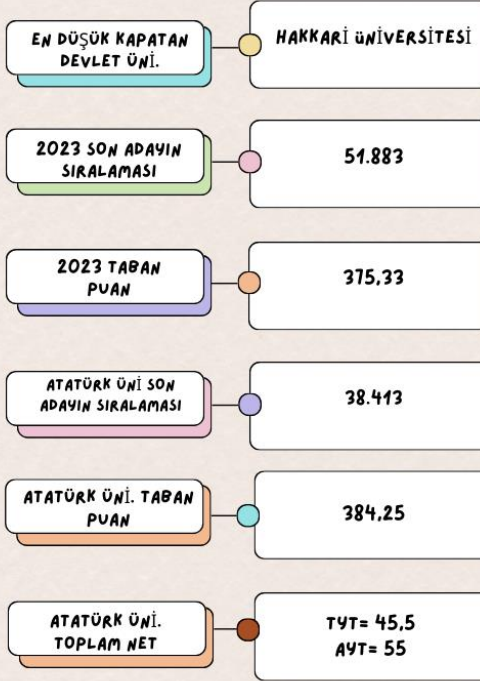 EN DÜŞÜK KAPATAN
DEVLET ÜNİ.
HAKKARİ ÜNİVERSİTESİ
2023 SON ADAYIN
SIRALAMASI
51.883
2023 TABAN
PUAN
375,33
ATATÜRK ÜNİ SON
ADAYIN SIRALAMASI
38.413
ATATÜRK ÜNİ. TABAN
PUAN
384,25
ATATÜRK ÜNİ.
TOPLAM NET
TYT= 45,5
AYT= 55